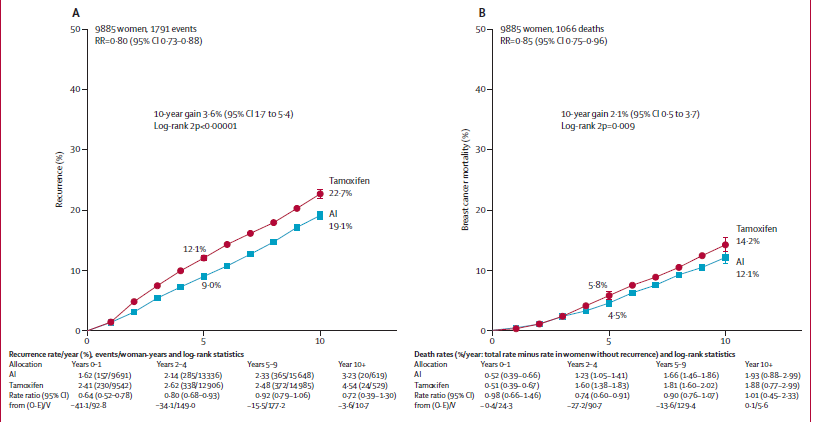 A
9885 women, 1791 events
RR=0·80 (95% CI 0·73–0·88)
50
40
30
20
10
0
Recurrence (%)
10-year gain 3·6% (95% CI 1·7 to 5·4)
Log-rank 2p<0·00001
Tamoxifen
22·7%
AI
19·1%
12·1%
9·0%
0
5
10
Recurrence rate/year (%), events/woman-years and log-rank statistics
Allocation Years 0–1 Years 2–4 Years 5–9 Year 10+
AI 1·62 (157/9691) 2·14 (285/13336) 2·33 (365/15648) 3·23 (20/619)
Tamoxifen 2·41 (230/9542) 2·62 (338/12906) 2·48 (372/14985) 4·54 (24/529)
Rate ratio (95% CI) 0·64 (0·52–0·78) 0·80 (0·68–0·93) 0·92 (0·79–1·06) 0·72 (0·39–1·30)
from (O–E)/V –41·1/92·8 –34·1/149·0 –15·5/177·2 –3·6/10·7
B
9885 women, 1066 deaths
RR=0·85 (95% CI 0·75–0·96)
50
40
30
20
10
0
Breast cancer mortality (%)
10-year gain 2·1% (95% CI 0·5 to 3·7)
Log-rank 2p=0·009
Tamoxifen
14·2%
AI
12·1%
5·8%
4·5%
0
5
10
Death rates (%/year: total rate minus rate in women without recurrence) and log-rank statistics
Allocation Years 0–1 Years 2–4 Years 5–9 Year 10+
AI 0·52 (0·39–0·66) 1·23 (1·05–1·41) 1·66 (1·46–1·86) 1·93 (0·88–2·99)
Tamoxifen 0·51 (0·39–0·67) 1·60 (1·38–1·83) 1·81 (1·60–2·02) 1·88 (0·77–2·99)
Rate ratio (95% CI) 0·98 (0·66–1·46) 0·74 (0·60–0·91) 0·90 (0·76–1·07) 1·01 (0·45–2·33)
from (O–E)/V –0·4/24·3 –27·2/90·7 –13·6/129·4 0·1/5·6